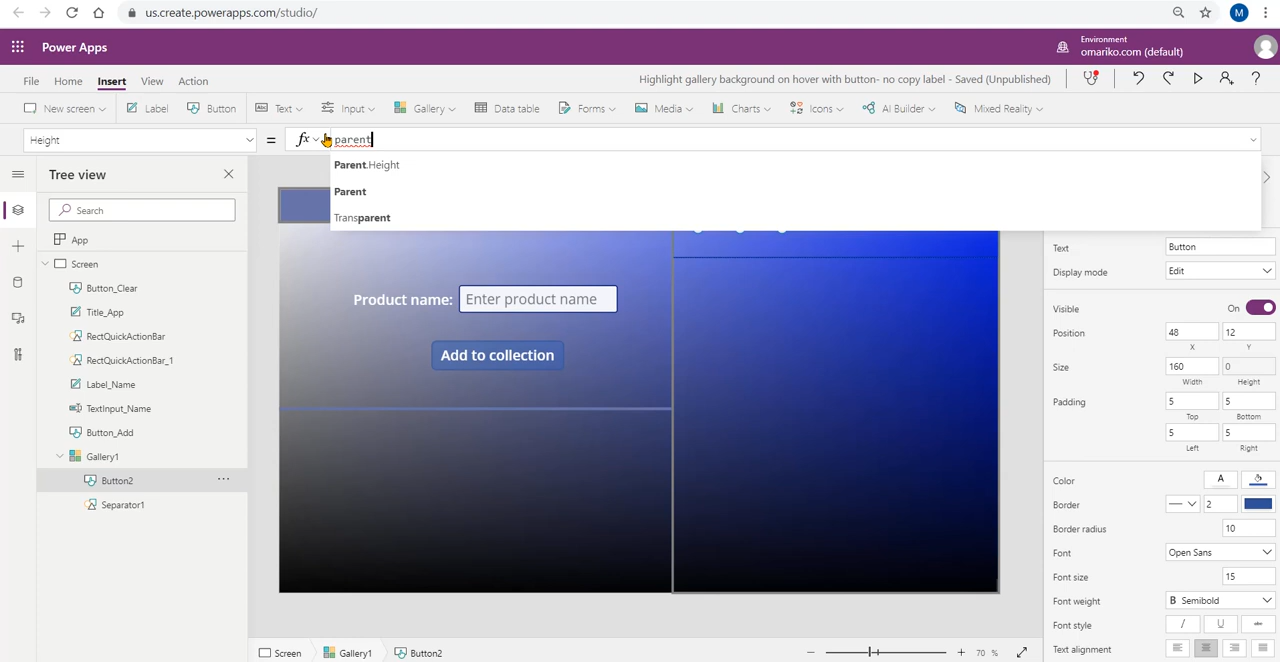 us.create.powerapps.com/studio/
M
Power Apps
Environment
omariko.com (default)
File
Home
Insert
View
Action
Highlight gallery background on hover with button- no copy label - Saved (Unpublished)
New screen
Label
Button
Text
Input
Gallery
Data table
Forms
Media
Charts
Icons
AI Builder
Mixed Reality
Height
=
fx
parent
Parent.Height
Parent
Transparent
Tree view
Search
App
Screen
Button_Clear
Title_App
RectQuickActionBar
RectQuickActionBar_1
Label_Name
TextInput_Name
Button_Add
Gallery1
Button2
Separator1
Product name:
Enter product name
Add to collection
Text
Button
Display mode
Edit
Visible
On
Position
48
12
X
Y
Size
160
0
Width
Height
Padding
5
5
Top
Bottom
5
5
Left
Right
Color
A
Border
2
Border radius
10
Font
Open Sans
Font size
15
Font weight
B Semibold
Font style
/
U
abc
Text alignment
Screen
Gallery1
Button2
70 %